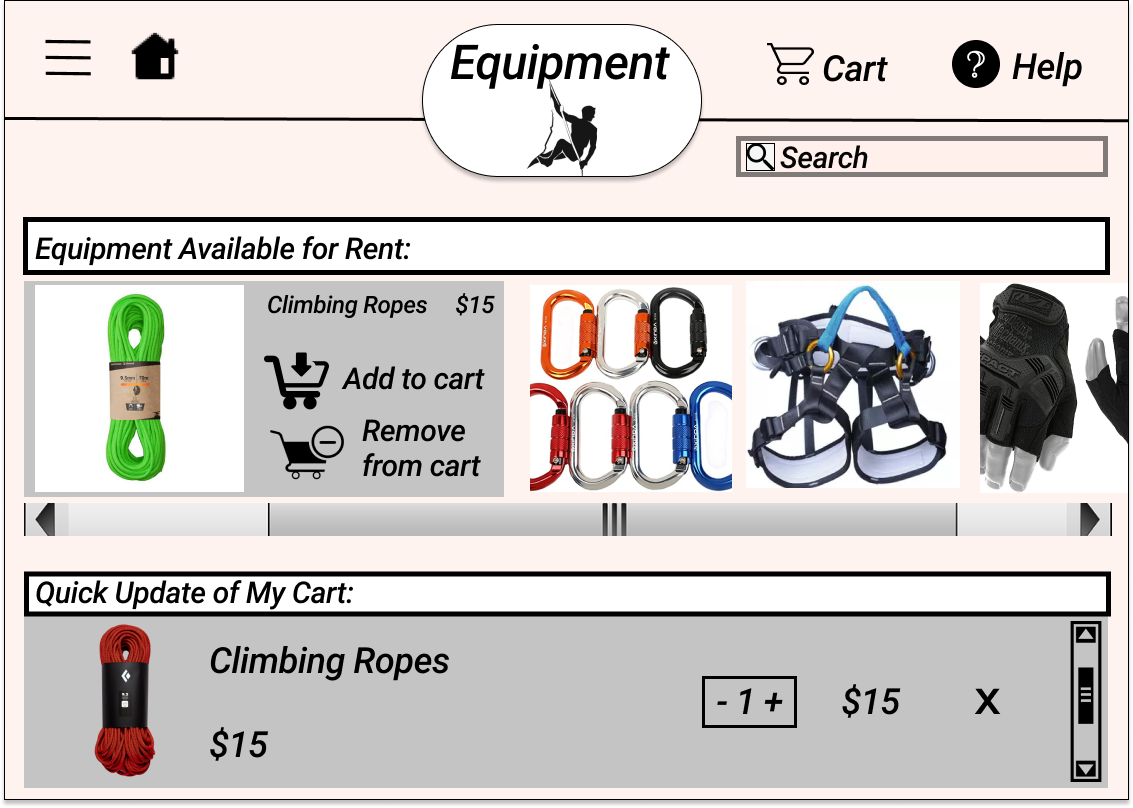 Equipment
Cart
? Help
Search
Equipment Available for Rent:
Climbing Ropes $15
Add to cart
Remove
from cart
Quick Update of My Cart:
Climbing Ropes
- 1 + $15 X
$15